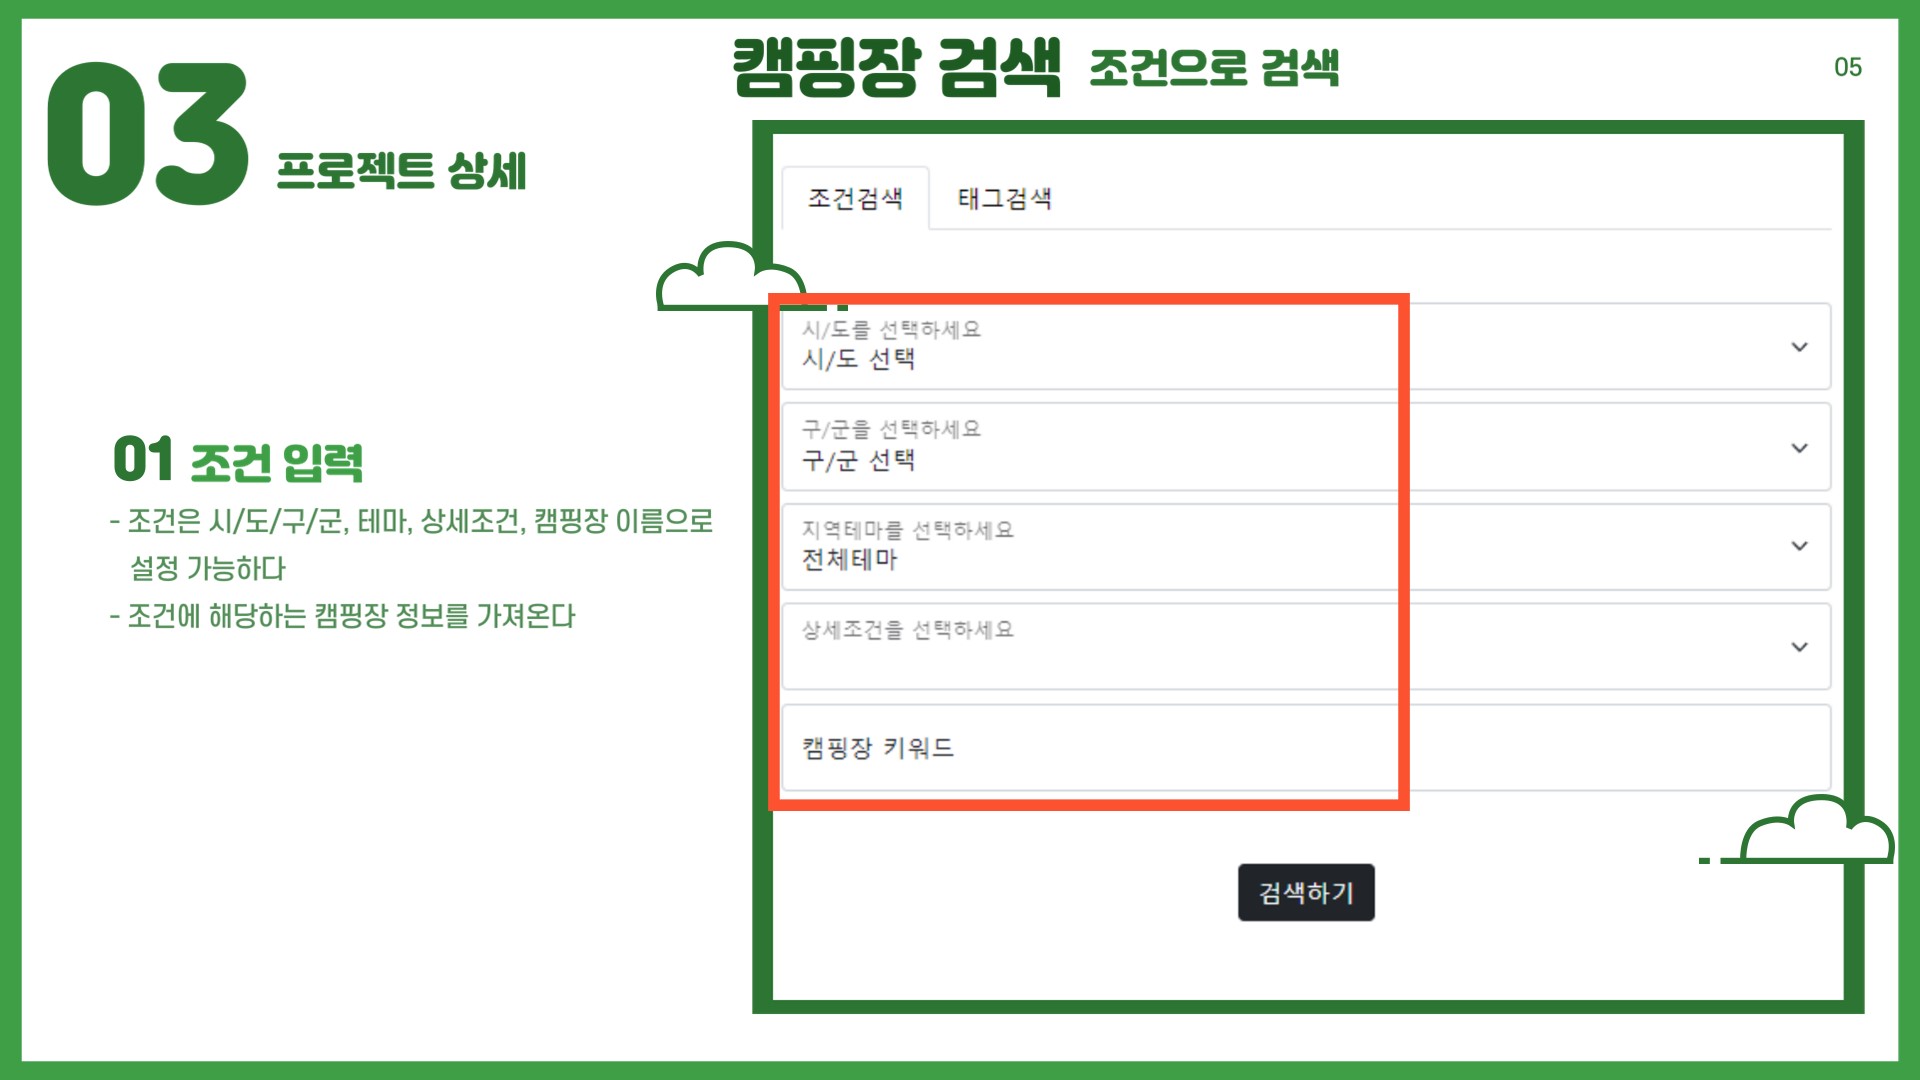 03 프로젝트 상세
캠핑장 검색 조건으로 검색
05
01 조건 입력
- 조건은 시/도/구/군, 테마, 상세조건, 캠핑장 이름으로
설정 가능하다
- 조건에 해당하는 캠핑장 정보를 가져온다
조건검색 태그검색
시/도를 선택하세요
시/도 선택
구/군을 선택하세요
구/군 선택
지역테마를 선택하세요
전체테마
상세조건을 선택하세요
캠핑장 키워드
검색하기